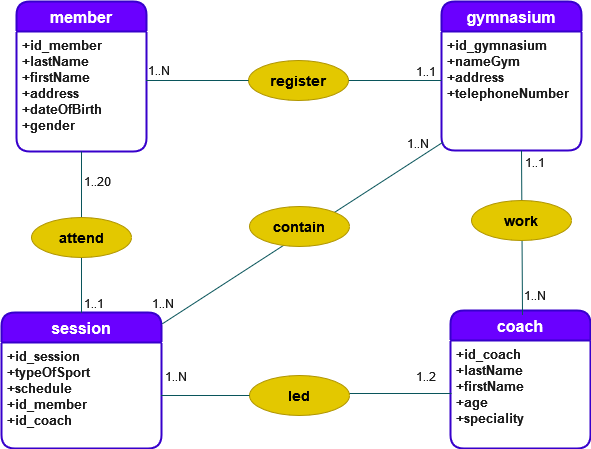 member
+id_member
+lastName
+firstName
+address
+dateOfBirth
+gender
1..N
register
1..1
gymnasium
+id_gymnasium
+nameGym
+address
+telephoneNumber
1..20
attend
1..1
1..N
contain
1..N
1..1
work
1..N
session
+id_session
+typeOfSport
+schedule
+id_member
+id_coach
1..N
led
1..2
coach
+id_coach
+lastName
+firstName
+age
+speciality